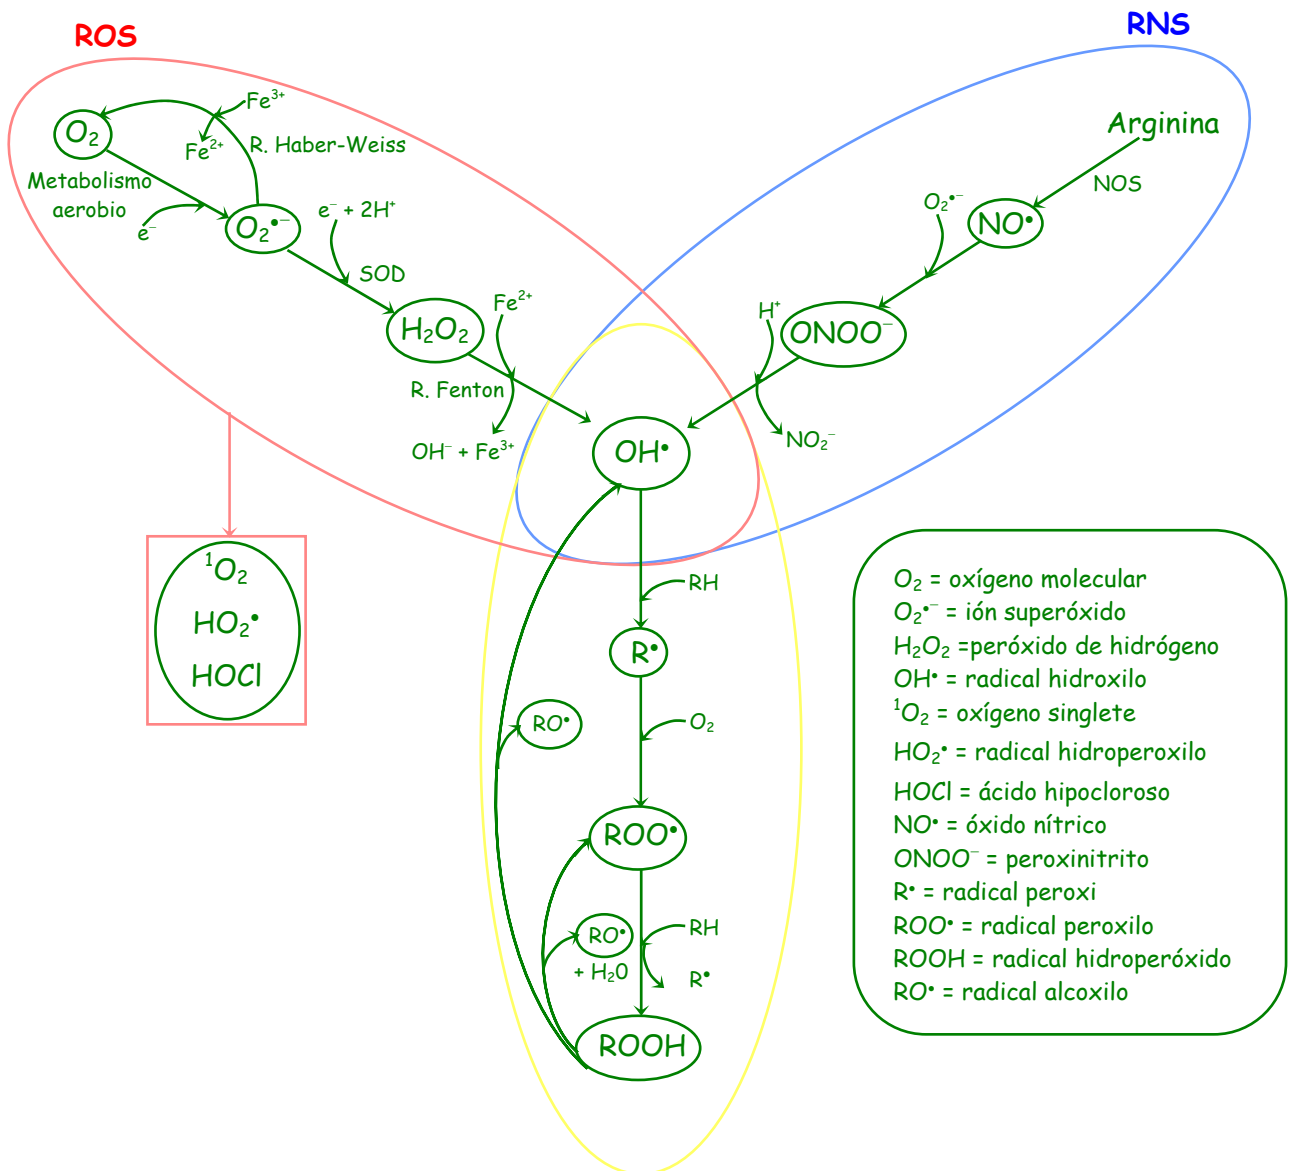 ROS
RNS
Fe³⁺
O₂
Fe²⁺
R. Haber-Weiss
Metabolismo
aerobio
e⁻
O₂•⁻
e⁻ + 2H⁺
SOD
H₂O₂
Fe²⁺
R. Fenton
OH⁻ + Fe³⁺
Arginina
NOS
O₂•⁻
NO•
H⁺
ONOO⁻
NO₂⁻
OH•
RH
R•
RO•
O₂
ROO•
RO•
+ H₂0
RH
R•
ROOH
¹O₂
HO₂•
HOCl
O₂ = oxígeno molecular
O₂•⁻ = ión superóxido
H₂O₂ =peróxido de hidrógeno
OH• = radical hidroxilo
¹O₂ = oxígeno singlete
HO₂• = radical hidroperoxilo
HOCl = ácido hipocloroso
NO• = óxido nítrico
ONOO⁻ = peroxinitrito
R• = radical peroxi
ROO• = radical peroxilo
ROOH = radical hidroperóxido
RO• = radical alcoxilo